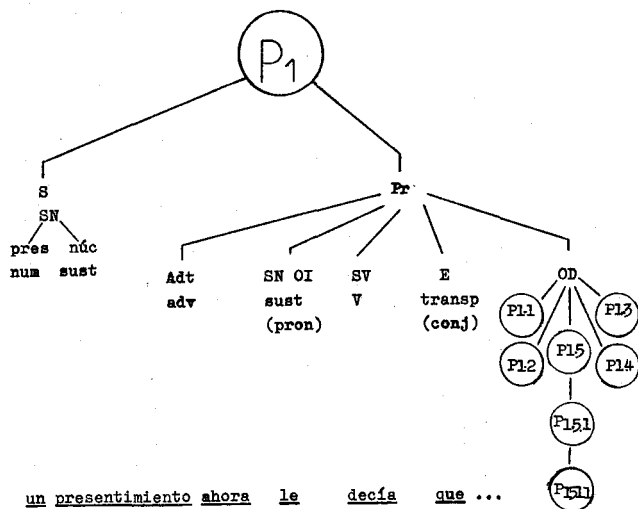 P1
S
Pr
SN
pres núc
num sust
Adt SN OI SV E OD
adv sust V transp
(pron) (conj)
P1.1 P1.3
P1.2 P1.5 P1.4
P1.5.1
P1.5.1.1
un presentimiento ahora le decía que ...